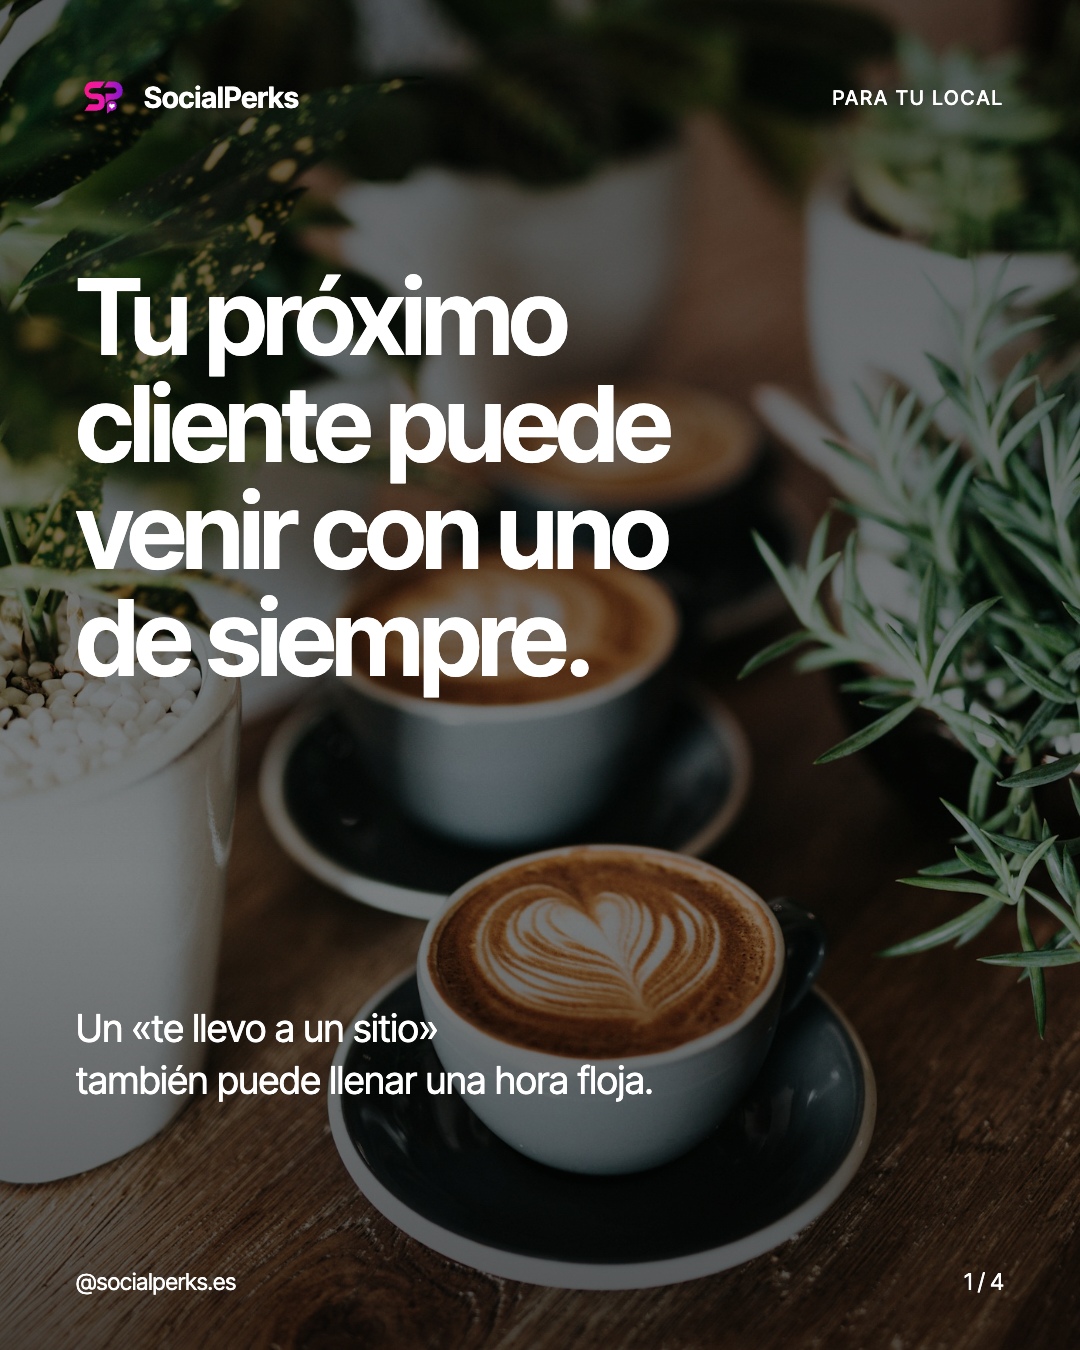 SocialPerks
PARA TU LOCAL
Tu próximo
cliente puede
venir con uno
de siempre.
Un «te llevo a un sitio»
también puede llenar una hora floja.
@socialperks.es
1 / 4